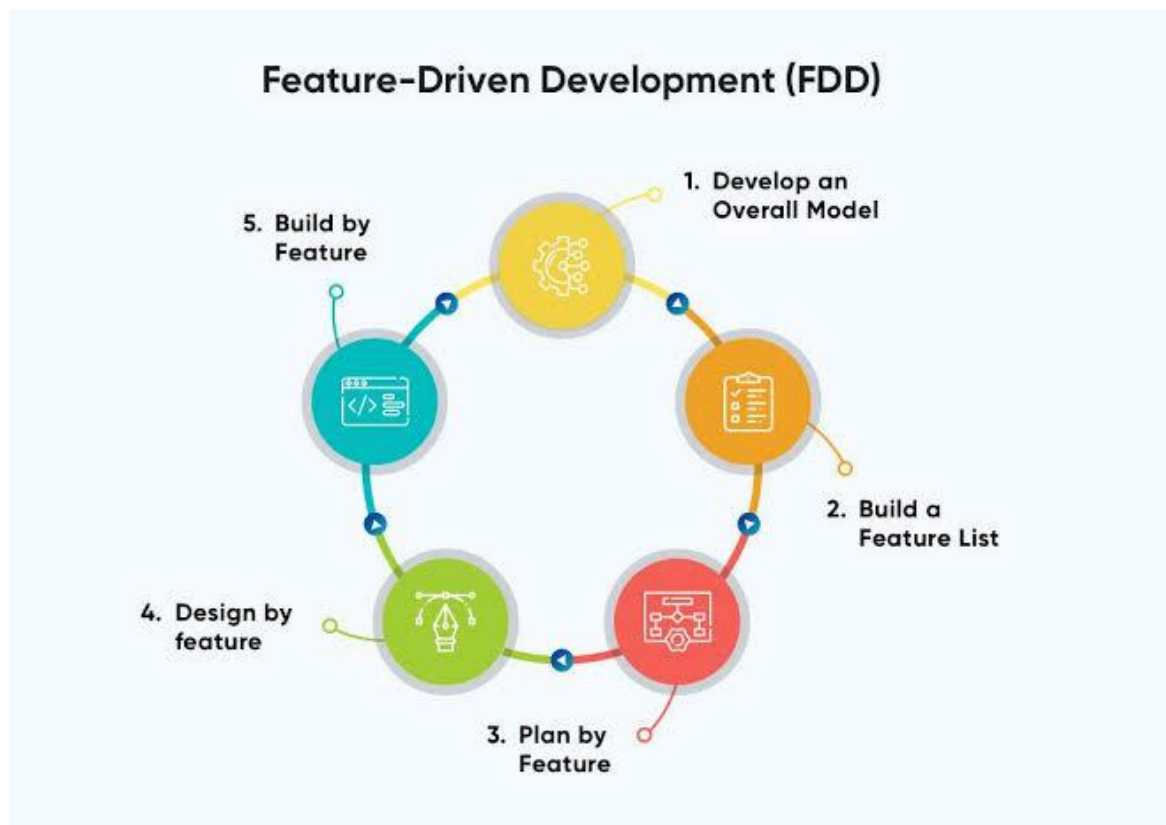 Feature-Driven Development (FDD)
1. Develop an
Overall Model
2. Build a
Feature List
3. Plan by
Feature
4. Design by
feature
5. Build by
Feature